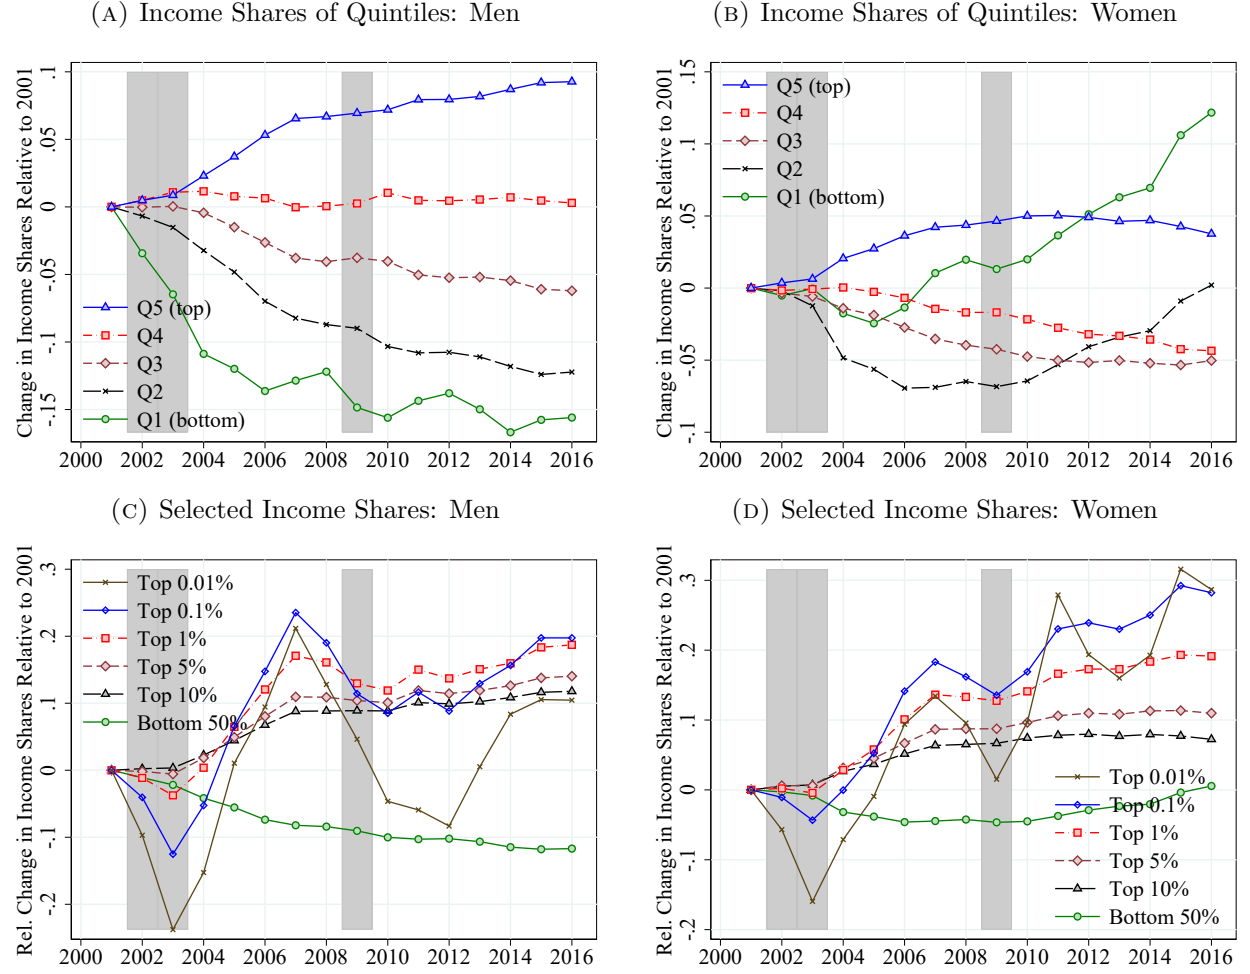 (A) Income Shares of Quintiles: Men
Change in Income Shares Relative to 2001
.1
.05
0
-.05
-.1
-.15
Q5 (top)
Q4
Q3
Q2
Q1 (bottom)
2000 2002 2004 2006 2008 2010 2012 2014 2016
(B) Income Shares of Quintiles: Women
Change in Income Shares Relative to 2001
.15
.1
.05
0
-.05
-.1
Q5 (top)
Q4
Q3
Q2
Q1 (bottom)
2000 2002 2004 2006 2008 2010 2012 2014 2016
(C) Selected Income Shares: Men
Rel. Change in Income Shares Relative to 2001
.3
.2
.1
0
-.1
-.2
Top 0.01%
Top 0.1%
Top 1%
Top 5%
Top 10%
Bottom 50%
2000 2002 2004 2006 2008 2010 2012 2014 2016
(D) Selected Income Shares: Women
Rel. Change in Income Shares Relative to 2001
.3
.2
.1
0
-.1
-.2
Top 0.01%
Top 0.1%
Top 1%
Top 5%
Top 10%
Bottom 50%
2000 2002 2004 2006 2008 2010 2012 2014 2016